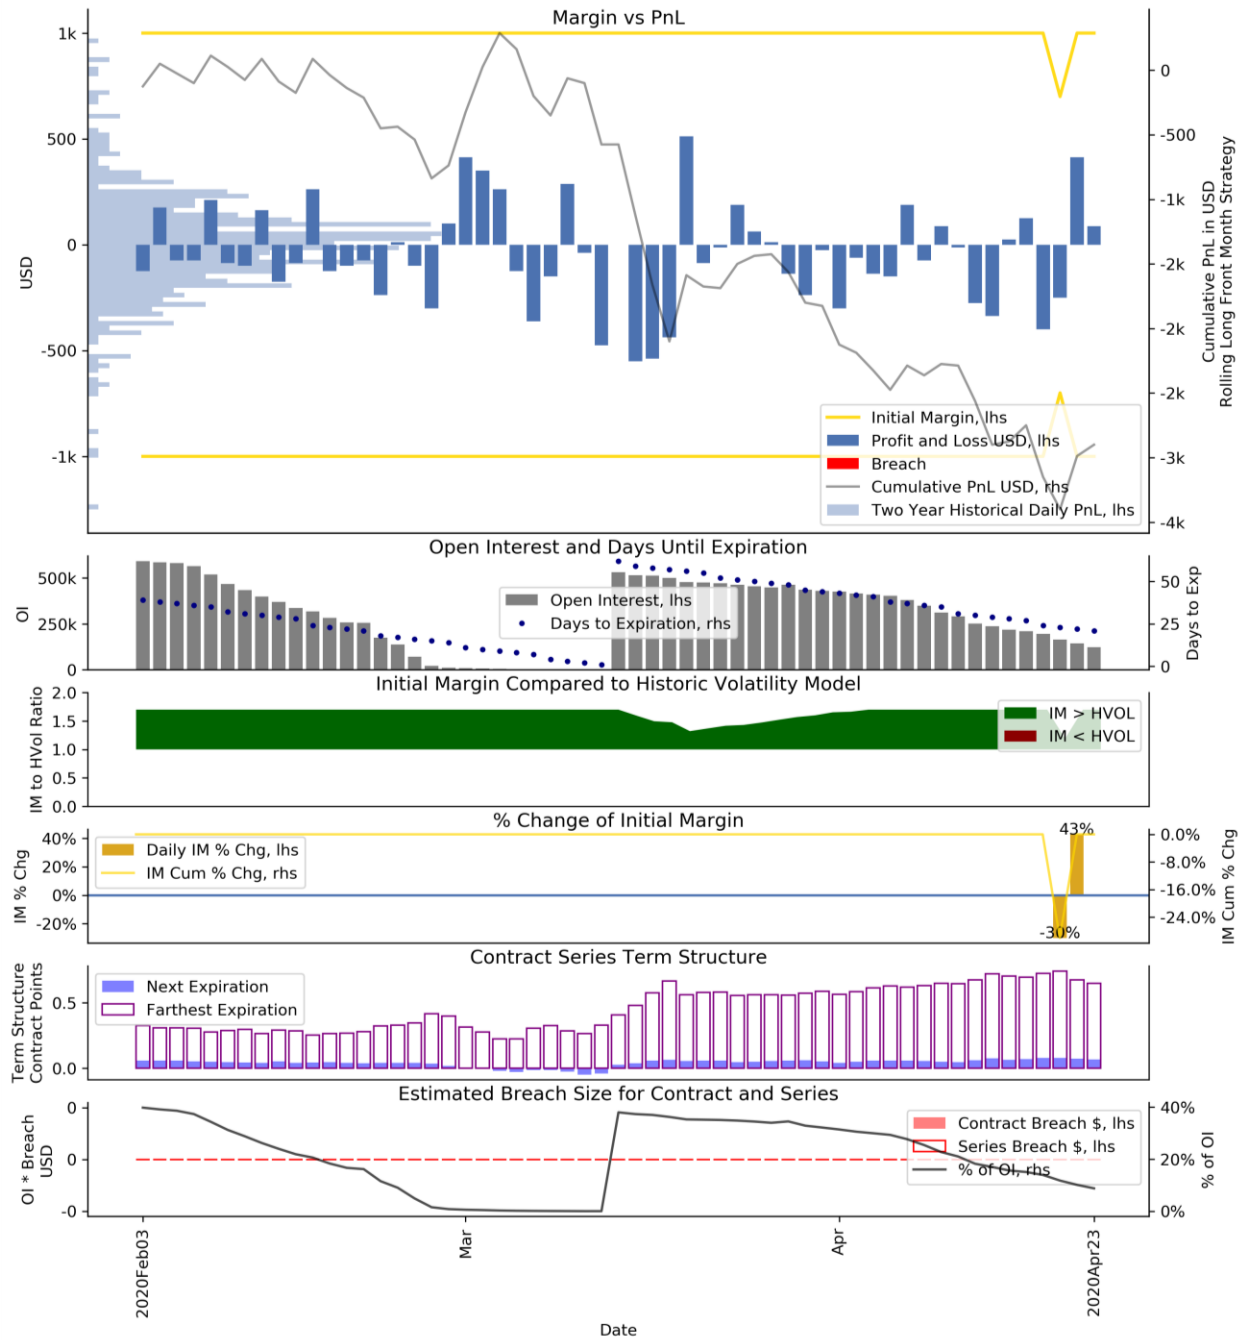 Margin vs PnL
1k
500
0
-500
-1k
USD
0
-500
-1k
-2k
-2k
-2k
-3k
-4k
Cumulative PnL in USD
Rolling Long Front Month Strategy
Initial Margin, lhs
Profit and Loss USD, lhs
Breach
Cumulative PnL USD, rhs
Two Year Historical Daily PnL, lhs
Open Interest and Days Until Expiration
500k
250k
0
OI
50
25
0
Days to Exp
Open Interest, lhs
Days to Expiration, rhs
Initial Margin Compared to Historic Volatility Model
2.0
1.5
1.0
0.5
0.0
IM to HVol Ratio
IM > HVOL
IM < HVOL
% Change of Initial Margin
40%
20%
0%
-20%
IM % Chg
Daily IM % Chg, lhs
IM Cum % Chg, rhs
43%
-30%
0.0%
-8.0%
-16.0%
-24.0%
IM Cum % Chg
Contract Series Term Structure
0.5
0.0
Term Structure
Contract Points
Next Expiration
Farthest Expiration
Estimated Breach Size for Contract and Series
0
0
-0
OI * Breach
USD
Contract Breach $, lhs
Series Breach $, lhs
% of OI, rhs
40%
20%
0%
% of OI
2020Feb03
Mar
Apr
2020Apr23
Date